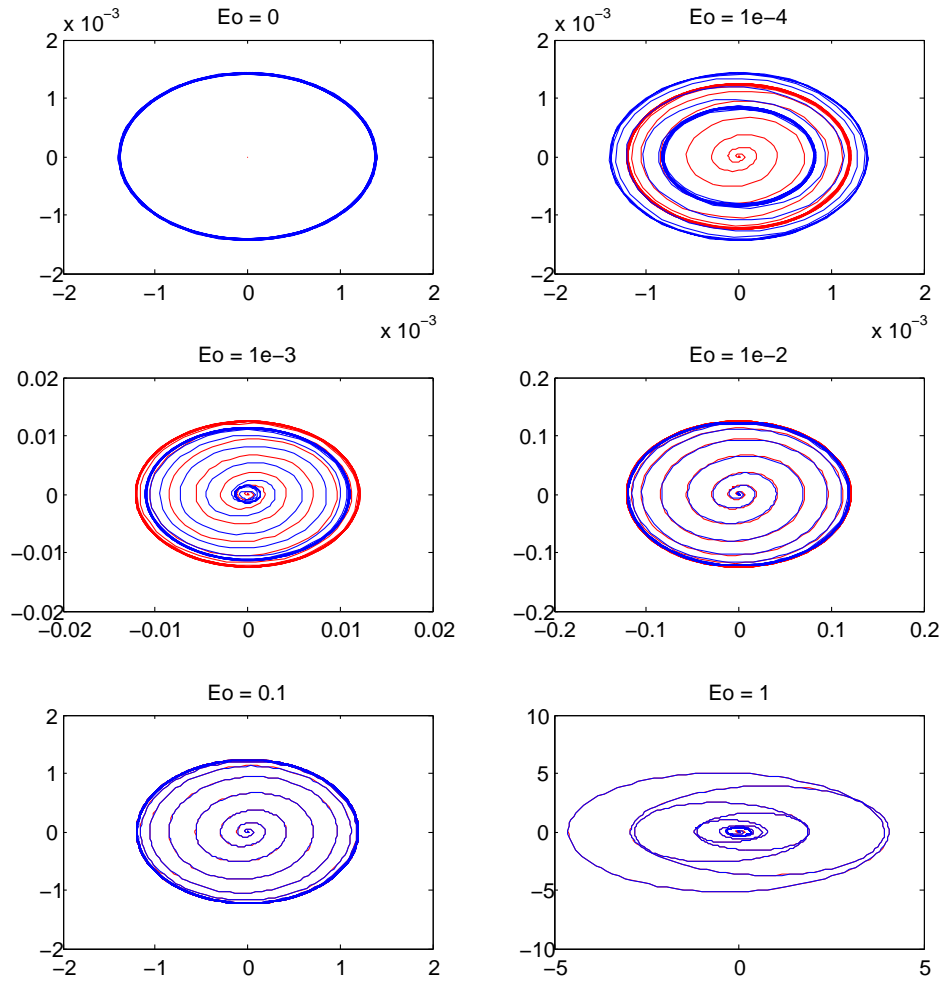 x 10⁻³
Eo = 0
x 10⁻³
Eo = 1e−4
2
1
0
−1
−2
−2 −1 0 1 2
x 10⁻³
2
1
0
−1
−2
−2 −1 0 1 2
x 10⁻³
Eo = 1e−3
0.02
0.01
0
−0.01
−0.02
−0.02 −0.01 0 0.01 0.02
Eo = 1e−2
0.2
0.1
0
−0.1
−0.2
−0.2 −0.1 0 0.1 0.2
Eo = 0.1
2
1
0
−1
−2
−2 −1 0 1 2
Eo = 1
10
5
0
−5
−10
−5 0 5